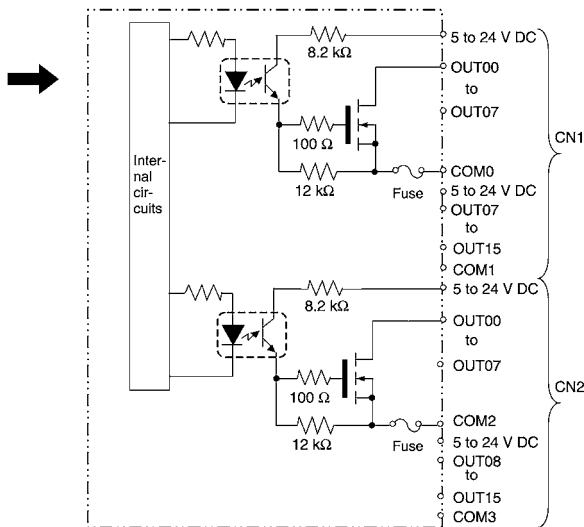 8.2 kΩ
5 to 24 V DC
OUT00
to
OUT07
100 Ω
12 kΩ
Fuse
COM0
5 to 24 V DC
OUT07
to
OUT15
COM1
CN1
Inter-
nal
cir-
cuits
8.2 kΩ
5 to 24 V DC
OUT00
to
OUT07
100 Ω
12 kΩ
Fuse
COM2
5 to 24 V DC
OUT08
to
OUT15
COM3
CN2